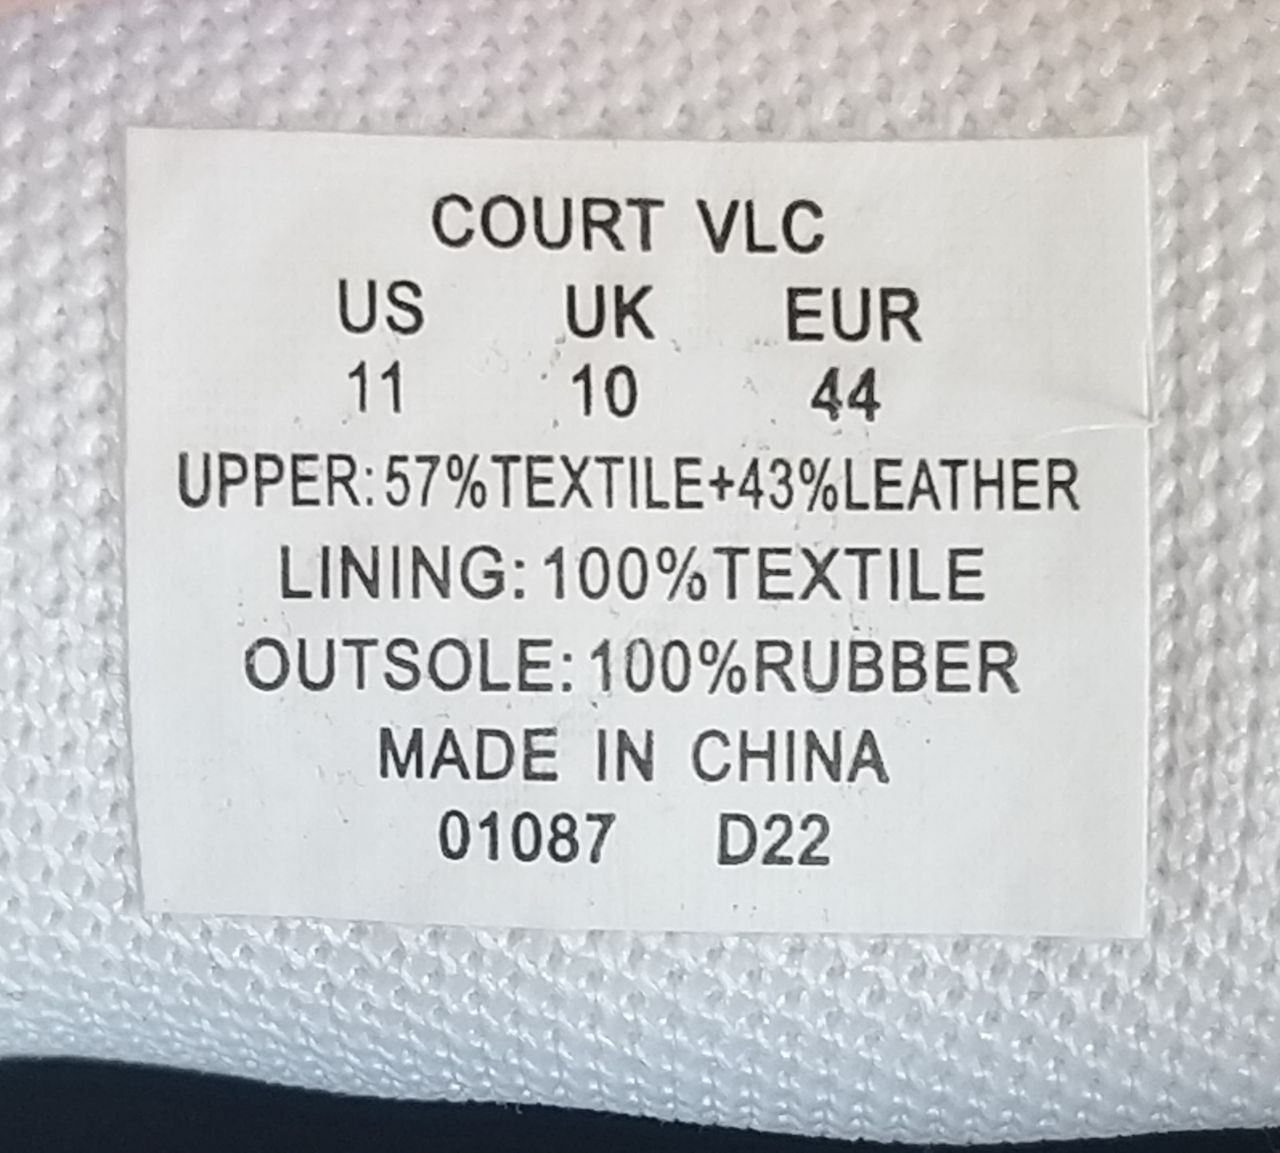 COURT VLC
US UK EUR
11 10 44
UPPER:57%TEXTILE+43%LEATHER
LINING:100%TEXTILE
OUTSOLE:100%RUBBER
MADE IN CHINA
01087 D22